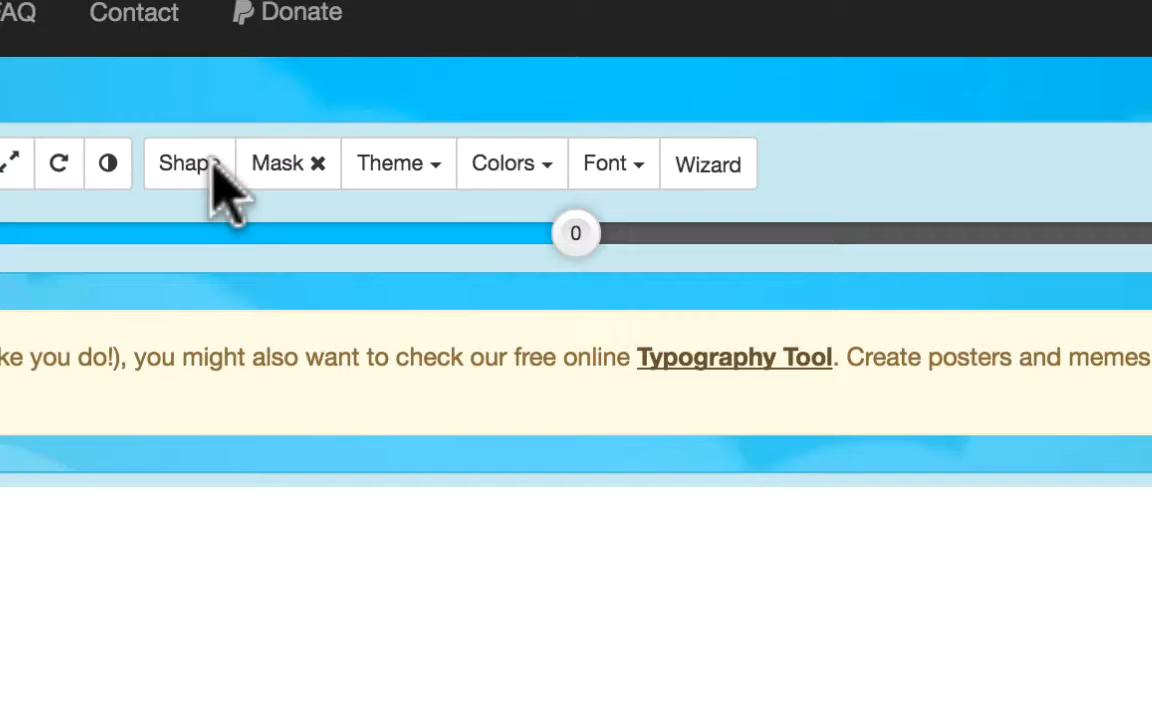 FAQ Contact Donate
Shape Mask Theme Colors Font Wizard
0
ke you do!), you might also want to check our free online Typography Tool. Create posters and memes